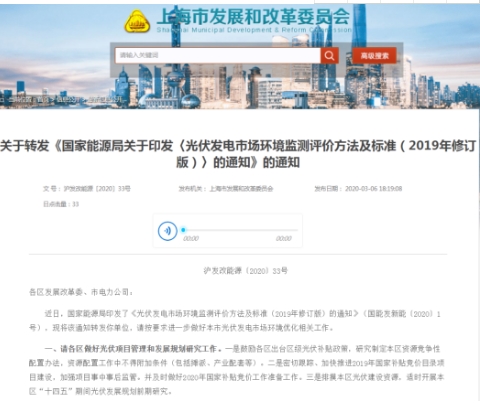 上海市发展和改革委员会
Shanghai Municipal Development & Reform Commission
请输入关键词
高级搜索
关于转发《国家能源局关于印发〈光伏发电市场环境监测评价方法及标准（2019年修订
版）〉的通知》的通知
文 号：沪发改能源〔2020〕33号 发布机关：上海市发展和改革委员会 发布日期：2020-03-06 18:19:08
日点击量：33
00:00 00:00
沪发改能源〔2020〕33号
各区发展改革委、市电力公司：
近日，国家能源局印发了《光伏发电市场环境监测评价方法及标准（2019年修订版）的通知》（国能发新能〔2020〕1
号），现将该通知转发你单位。请按要求进一步做好本市光伏发电市场环境优化相关工作。
一、请各区做好光伏项目管理和发展规划研究工作。一是鼓励各区出台区级光伏补贴政策，研究制定本区资源竞争性
配置办法，资源配置工作中不得附加条件（包括摊派、产业配套等）。二是密切跟踪、加快推进2019年国家补贴竞价目录项
目建设，加强项目事中事后监管。并及时做好2020年国家补贴竞价工作准备工作。三是排摸本区光伏建设资源，适时开展本
区“十四五”期间光伏发展规划前期研究。